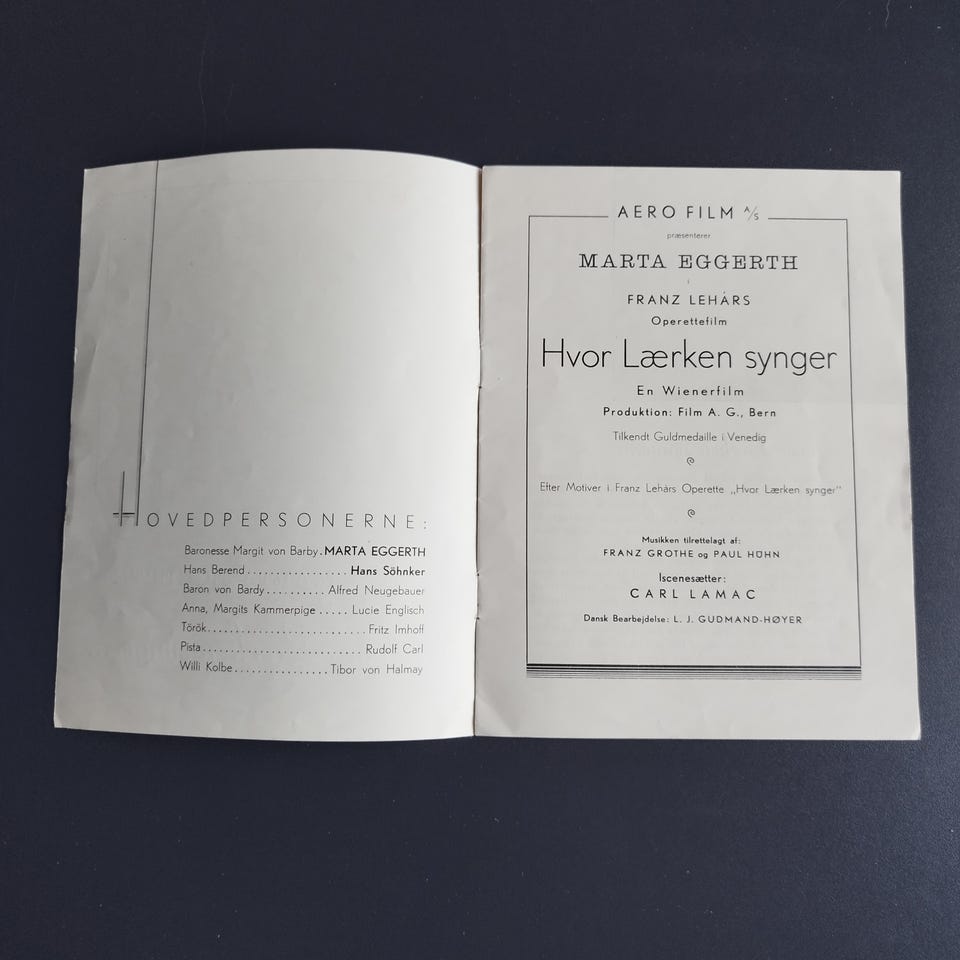 HOVEDPERSONERNE:
Baronesse Margit von Barby. MARTA EGGERTH
Hans Berend.................. Hans Söhnker
Baron von Bardy.......... Alfred Neugebauer
Anna, Margits Kammerpige..... Lucie Englisch
Török............................Fritz Imhoff
Pista............................ Rudolf Carl
Willi Kolbe................Tibor von Halmay
AERO FILM A/S
præsenterer
MARTA EGGERTH
i
FRANZ LEHÁRS
Operettefilm
Hvor Lærken synger
En Wienerfilm
Produktion: Film A. G., Bern
Tilkendt Guldmedaille i Venedig
Efter Motiver i Franz Lehárs Operette „Hvor Lærken synger"
Musikken tilrettelagt af:
FRANZ GROTHE og PAUL HÜHN
Iscenesætter:
CARL LAMAC
Dansk Bearbejdelse: L. J. GUDMAND-HØYER